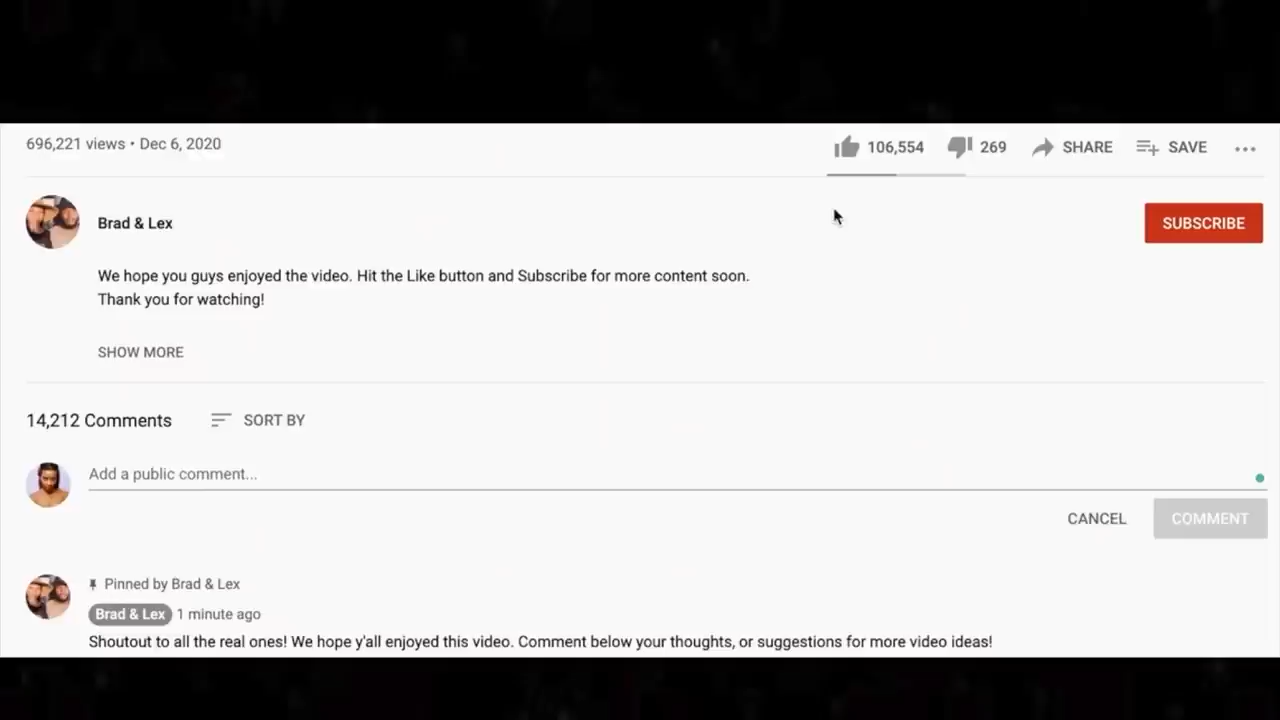 696,221 views • Dec 6, 2020
106,554 269 SHARE SAVE
Brad & Lex
SUBSCRIBE
We hope you guys enjoyed the video. Hit the Like button and Subscribe for more content soon.
Thank you for watching!
SHOW MORE
14,212 Comments SORT BY
Add a public comment...
CANCEL COMMENT
Pinned by Brad & Lex
Brad & Lex 1 minute ago
Shoutout to all the real ones! We hope y'all enjoyed this video. Comment below your thoughts, or suggestions for more video ideas!